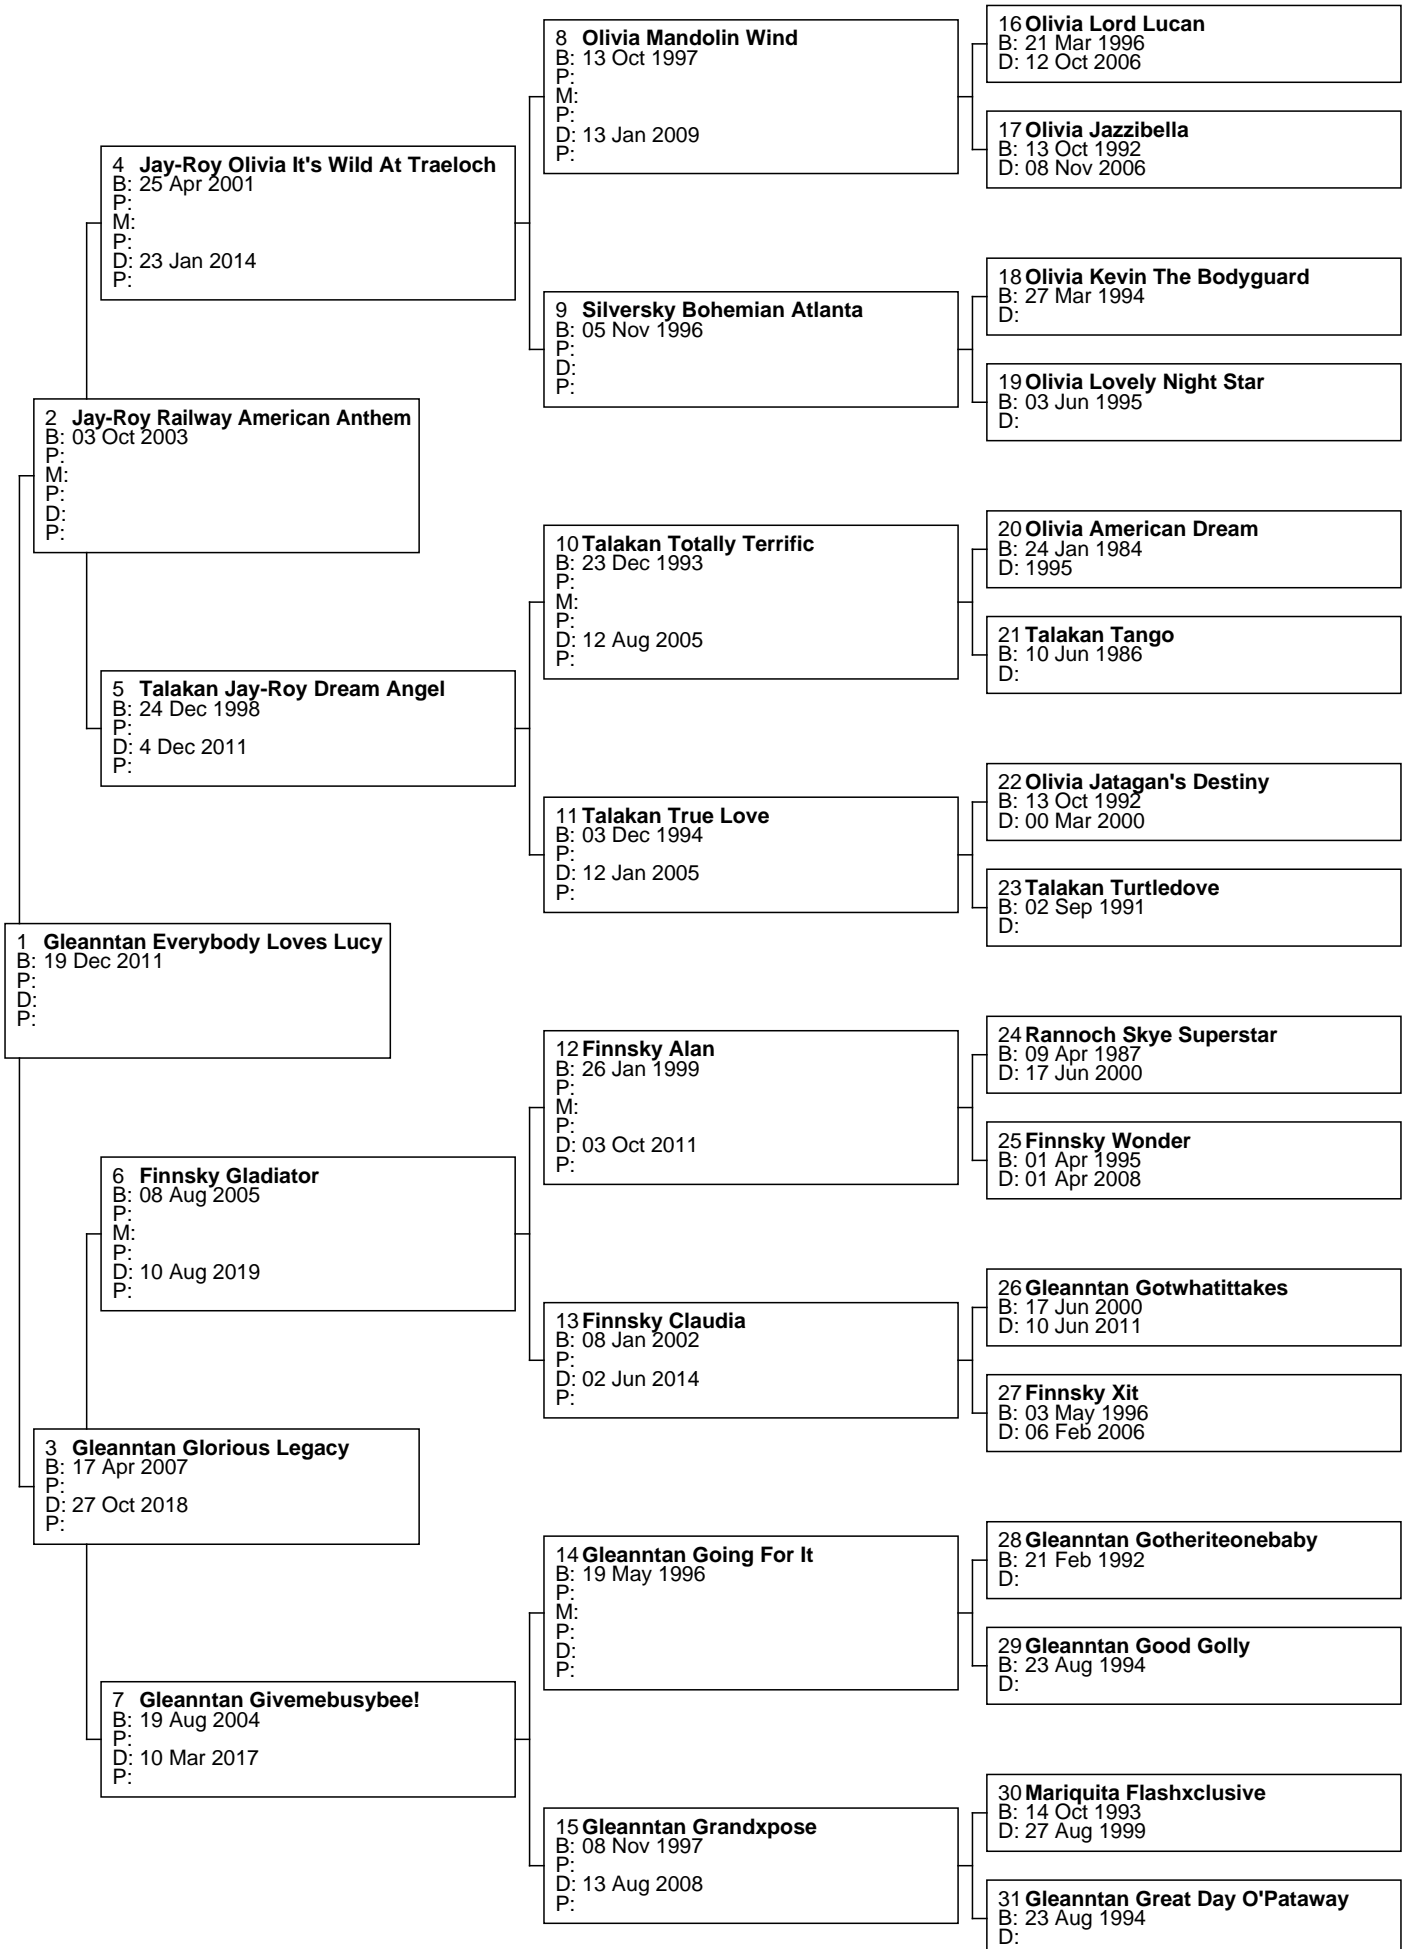 16 Olivia Lord Lucan
B: 21 Mar 1996
D: 12 Oct 2006
8 Olivia Mandolin Wind
B: 13 Oct 1997
P:
M:
P:
D: 13 Jan 2009
P:
17 Olivia Jazzibella
B: 13 Oct 1992
D: 08 Nov 2006
4 Jay-Roy Olivia It's Wild At Traeloch
B: 25 Apr 2001
P:
M:
P:
D: 23 Jan 2014
P:
18 Olivia Kevin The Bodyguard
B: 27 Mar 1994
D:
9 Silversky Bohemian Atlanta
B: 05 Nov 1996
P:
D:
P:
19 Olivia Lovely Night Star
B: 03 Jun 1995
D:
2 Jay-Roy Railway American Anthem
B: 03 Oct 2003
P:
M:
P:
D:
P:
20 Olivia American Dream
B: 24 Jan 1984
D: 1995
10 Talakan Totally Terrific
B: 23 Dec 1993
P:
M:
P:
D: 12 Aug 2005
P:
21 Talakan Tango
B: 10 Jun 1986
D:
5 Talakan Jay-Roy Dream Angel
B: 24 Dec 1998
P:
D: 4 Dec 2011
P:
22 Olivia Jatagan's Destiny
B: 13 Oct 1992
D: 00 Mar 2000
11 Talakan True Love
B: 03 Dec 1994
P:
D: 12 Jan 2005
P:
23 Talakan Turtledove
B: 02 Sep 1991
D:
1 Gleanntan Everybody Loves Lucy
B: 19 Dec 2011
P:
D:
P:
24 Rannoch Skye Superstar
B: 09 Apr 1987
D: 17 Jun 2000
12 Finnsky Alan
B: 26 Jan 1999
P:
M:
P:
D: 03 Oct 2011
P:
25 Finnsky Wonder
B: 01 Apr 1995
D: 01 Apr 2008
6 Finnsky Gladiator
B: 08 Aug 2005
P:
M:
P:
D: 10 Aug 2019
P:
26 Gleanntan Gotwhatittakes
B: 17 Jun 2000
D: 10 Jun 2011
13 Finnsky Claudia
B: 08 Jan 2002
P:
D: 02 Jun 2014
P:
27 Finnsky Xit
B: 03 May 1996
D: 06 Feb 2006
3 Gleanntan Glorious Legacy
B: 17 Apr 2007
P:
D: 27 Oct 2018
P:
28 Gleanntan Gotheriteonebaby
B: 21 Feb 1992
D:
14 Gleanntan Going For It
B: 19 May 1996
P:
M:
P:
D:
P:
29 Gleanntan Good Golly
B: 23 Aug 1994
D:
7 Gleanntan Givemebusybee!
B: 19 Aug 2004
P:
D: 10 Mar 2017
P:
30 Mariquita Flashxclusive
B: 14 Oct 1993
D: 27 Aug 1999
15 Gleanntan Grandxpose
B: 08 Nov 1997
P:
D: 13 Aug 2008
P:
31 Gleanntan Great Day O'Pataway
B: 23 Aug 1994
D: